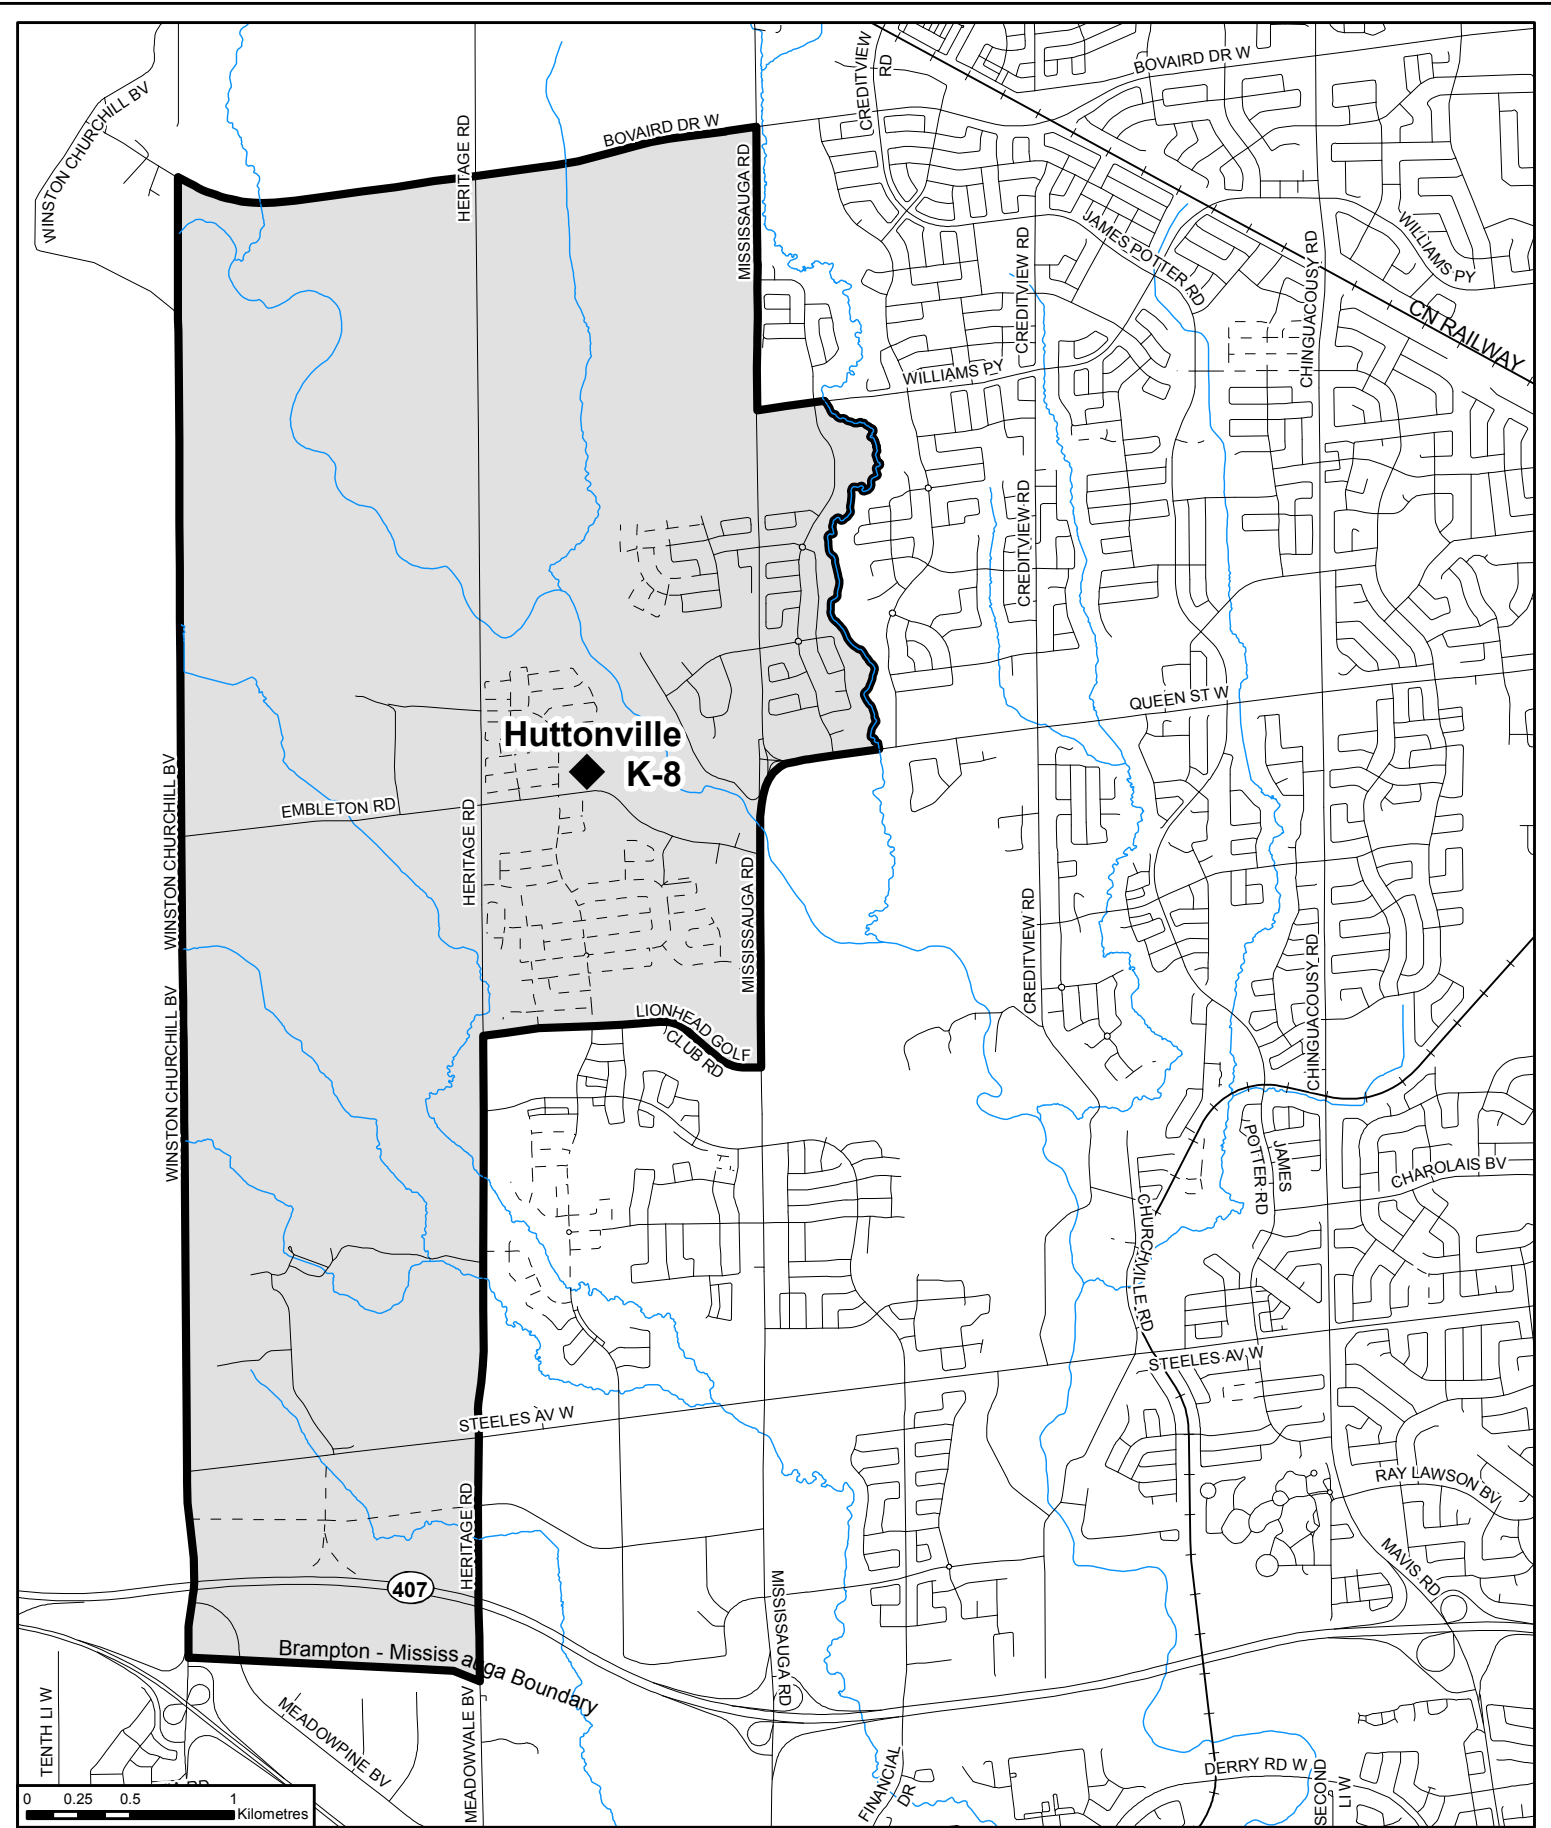 BOVAIRD DR W
CREDITVIEW
RD
WINSTON CHURCHILL BV
HERITAGE RD
BOVAIRD DR W
MISSISSAUGA RD
JAMES POTTER RD
WILLIAMS PY
CREDITVIEW RD
CHINGUACOUSY RD
CN RAILWAY
WILLIAMS PY
CREDITVIEW RD
QUEEN ST W
Huttonville
K-8
WINSTON CHURCHILL BV
EMBLETON RD
HERITAGE RD
MISSISSAUGA RD
CREDITVIEW RD
CHINGUACOUSY RD
WINSTON CHURCHILL BV
LIONHEAD GOLF
CLUB RD
JAMES
POTTER RD
CHAROLAIS BV
CHURCHVILLE RD
STEELES AV W
STEELES AV W
RAY LAWSON BV
HERITAGE RD
MAVIS RD
407
MISSISSAUGA RD
Brampton - Mississauga Boundary
TENTH LI W
MEADOWPINE BV
MEADOWVALE BV
FINANCIAL
DR
DERRY RD W
SECOND
LI W
0 0.25 0.5 1
Kilometres